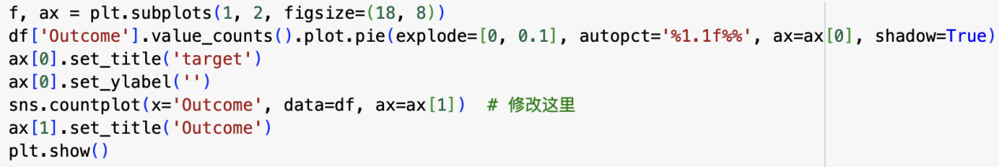 f, ax = plt.subplots(1, 2, figsize=(18, 8))
df['Outcome'].value_counts().plot.pie(explode=[0, 0.1], autopct='%1.1f%%', ax=ax[0], shadow=True)
ax[0].set_title('target')
ax[0].set_ylabel('')
sns.countplot(x='Outcome', data=df, ax=ax[1])  # 修改这里
ax[1].set_title('Outcome')
plt.show()